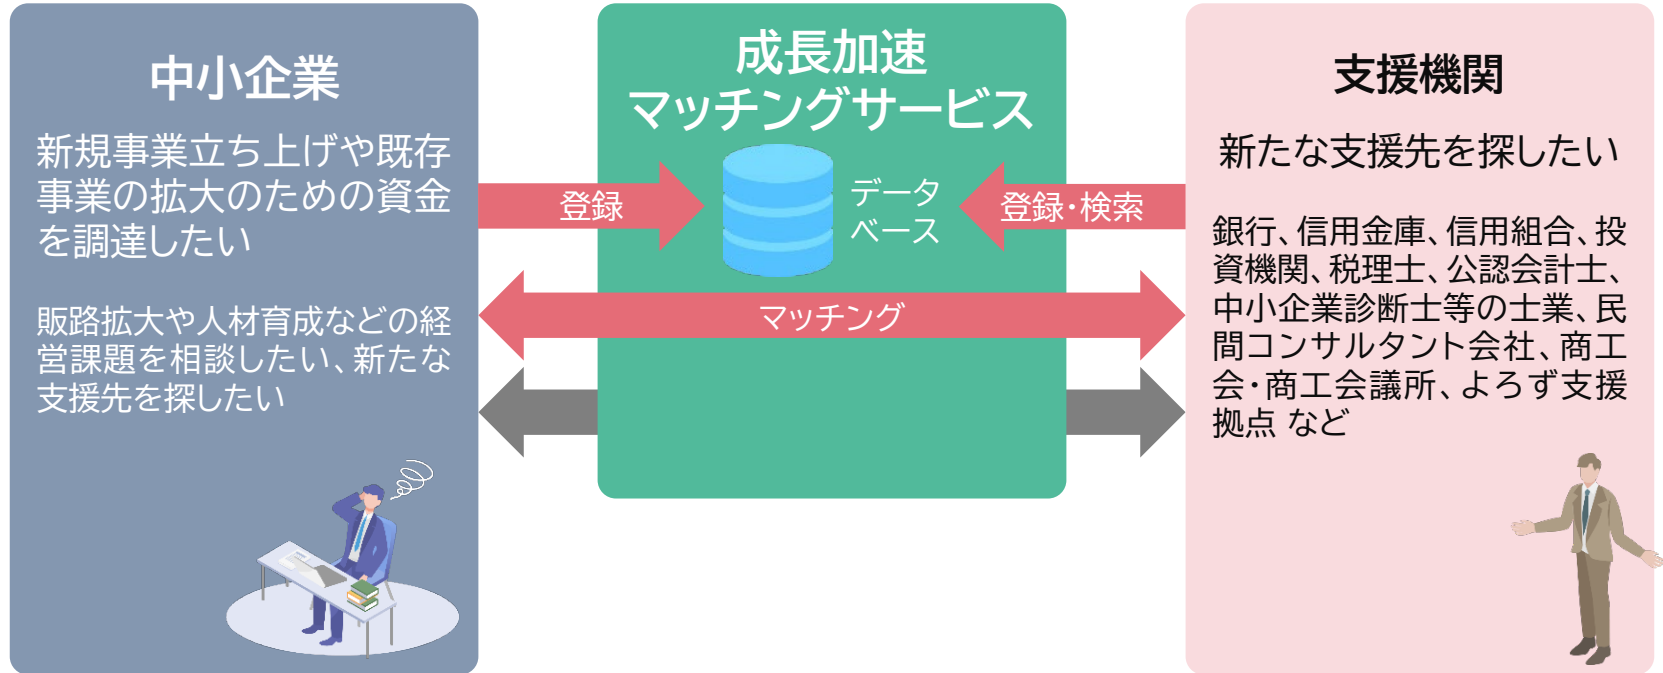 中小企業
新規事業立ち上げや既存
事業の拡大のための資金
を調達したい
販路拡大や人材育成などの経
営課題を相談したい、新たな
支援先を探したい
成長加速
マッチングサービス
登録
データ
ベース
登録・検索
マッチング
支援機関
新たな支援先を探したい
銀行、信用金庫、信用組合、投
資機関、税理士、公認会計士、
中小企業診断士等の士業、民
間コンサルタント会社、商工
会・商工会議所、よろず支援
拠点 など